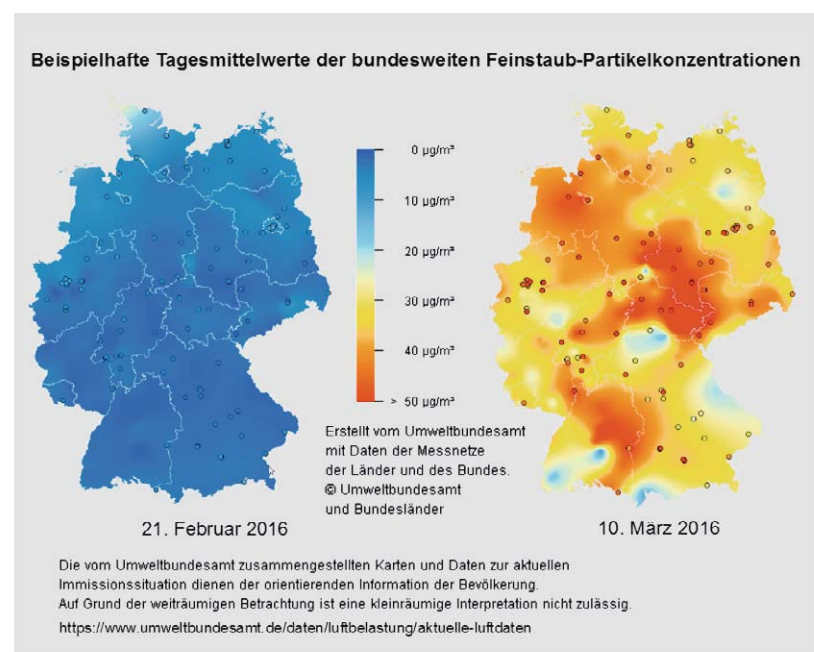 Beispielhafte Tagesmittelwerte der bundesweiten Feinstaub-Partikelkonzentrationen
0 µg/m³
10 µg/m³
20 µg/m³
30 µg/m³
40 µg/m³
> 50 µg/m³
Erstellt vom Umweltbundesamt
mit Daten der Messnetze
der Länder und des Bundes.
© Umweltbundesamt
und Bundesländer
21. Februar 2016
10. März 2016
Die vom Umweltbundesamt zusammengestellten Karten und Daten zur aktuellen
Immissionssituation dienen der orientierenden Information der Bevölkerung.
Auf Grund der weiträumigen Betrachtung ist eine kleinräumige Interpretation nicht zulässig.
https://www.umweltbundesamt.de/daten/luftbelastung/aktuelle-luftdaten